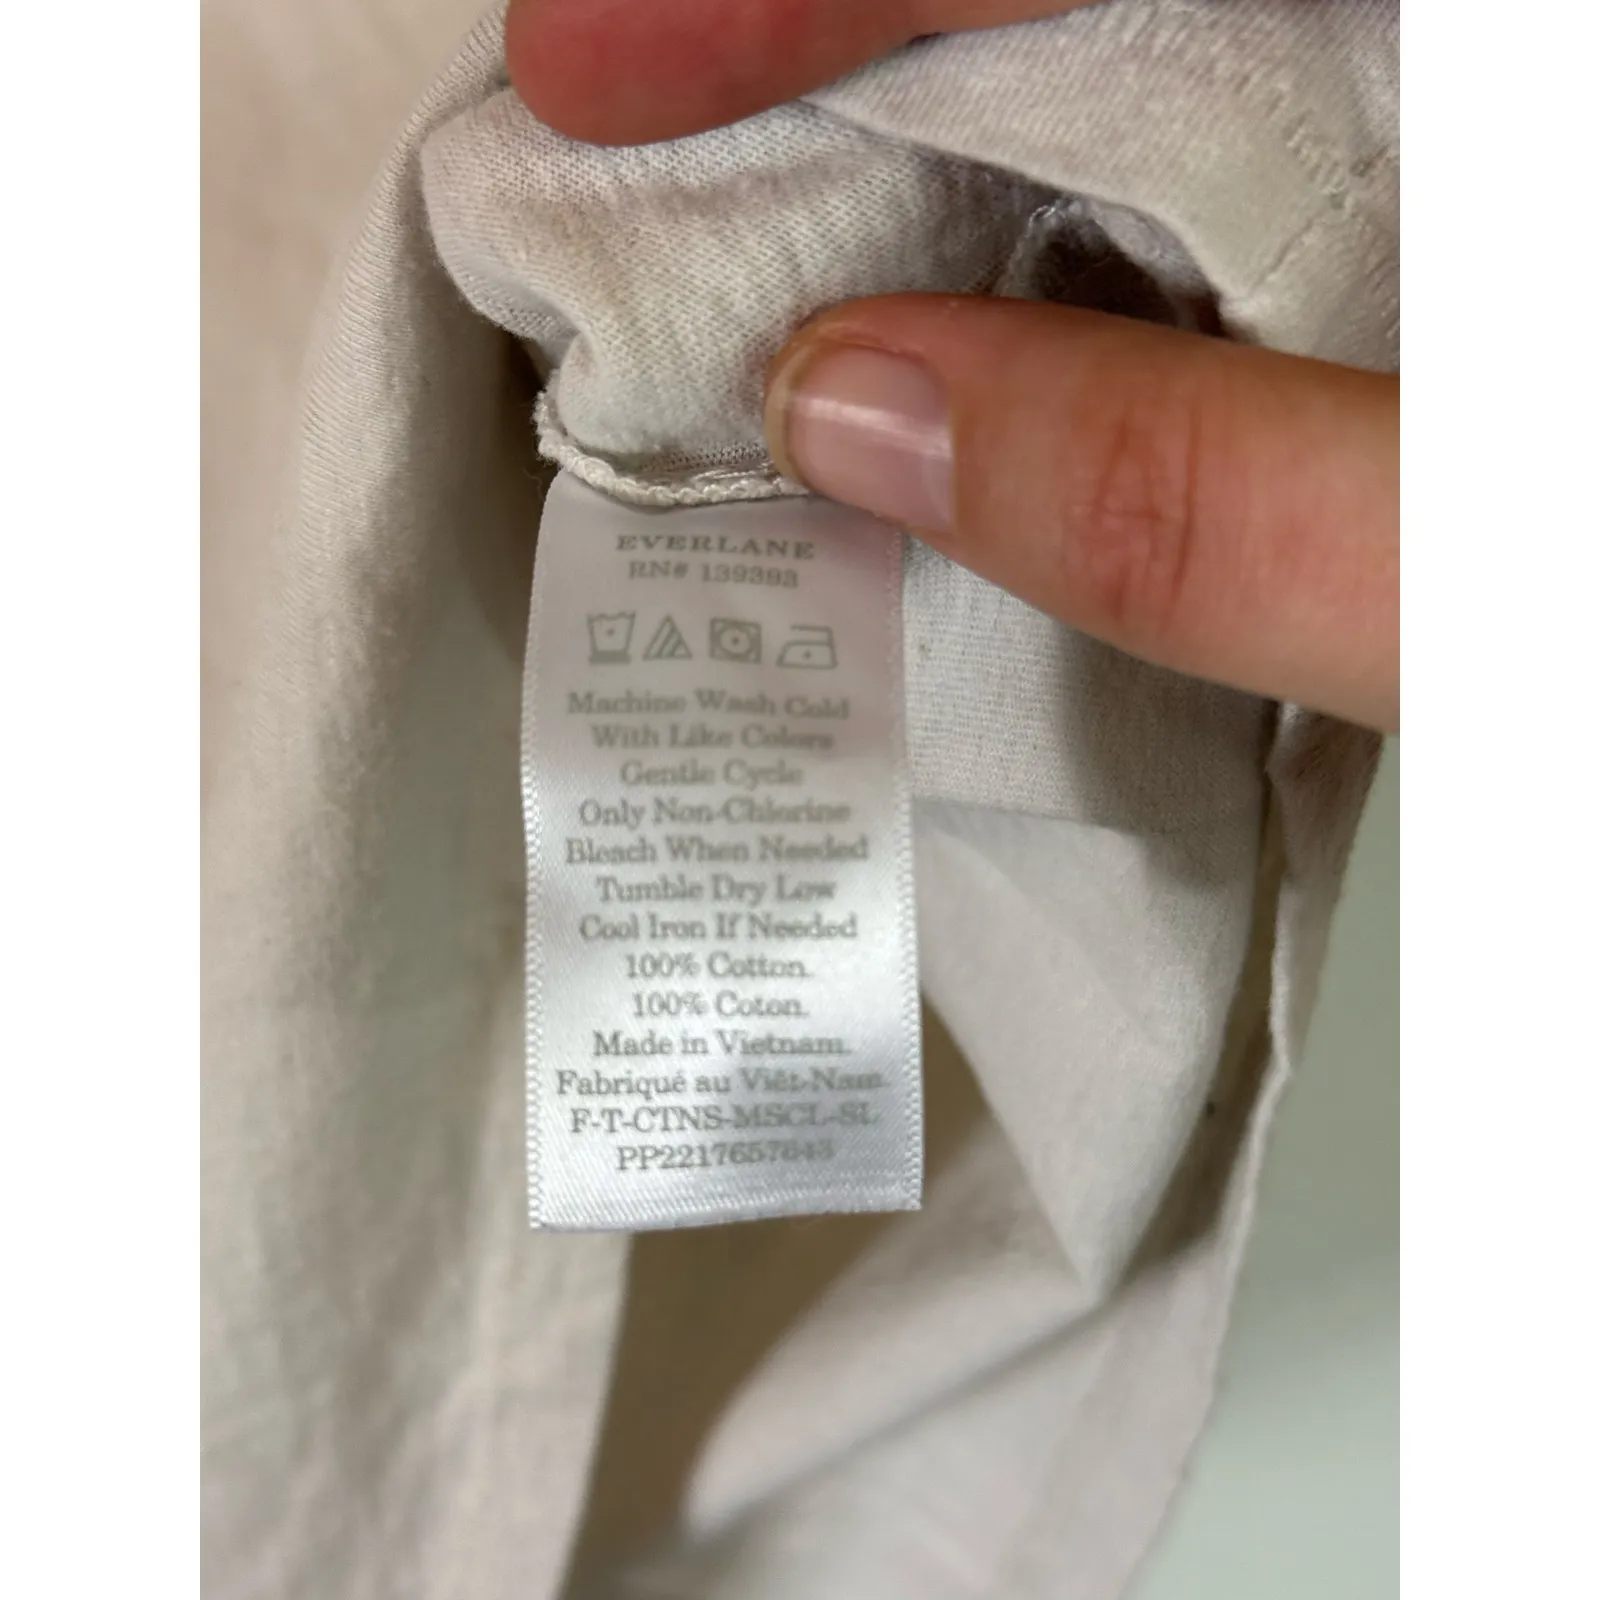 EVERLANE
RN# 139393
Machine Wash Cold
With Like Colors
Gentle Cycle
Only Non-Chlorine
Bleach When Needed
Tumble Dry Low
Cool Iron If Needed
100% Cotton.
100% Coton.
Made in Vietnam.
Fabriqué au Viêt-Nam
F-T-CTNS-MSCL-SL